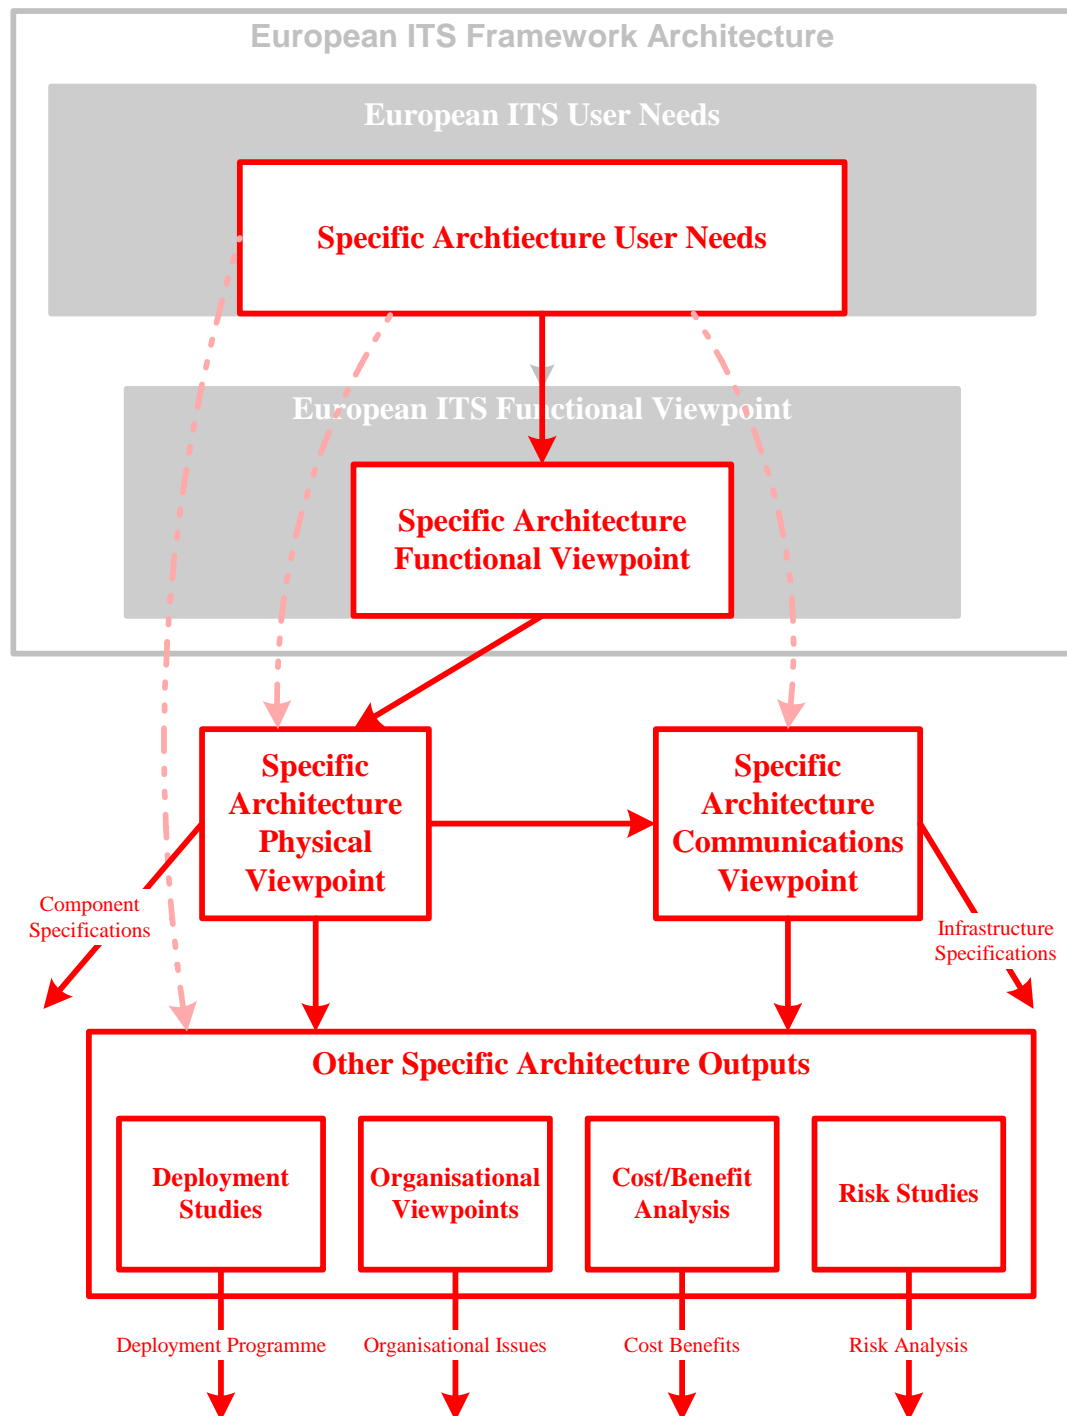 European ITS Framework Architecture
European ITS User Needs
Specific Archtiecture User Needs
European ITS Functional Viewpoint
Specific Architecture
Functional Viewpoint
Specific
Architecture
Physical
Viewpoint
Specific
Architecture
Communications
Viewpoint
Component
Specifications
Infrastructure
Specifications
Other Specific Architecture Outputs
Deployment
Studies
Organisational
Viewpoints
Cost/Benefit
Analysis
Risk Studies
Deployment Programme
Organisational Issues
Cost Benefits
Risk Analysis